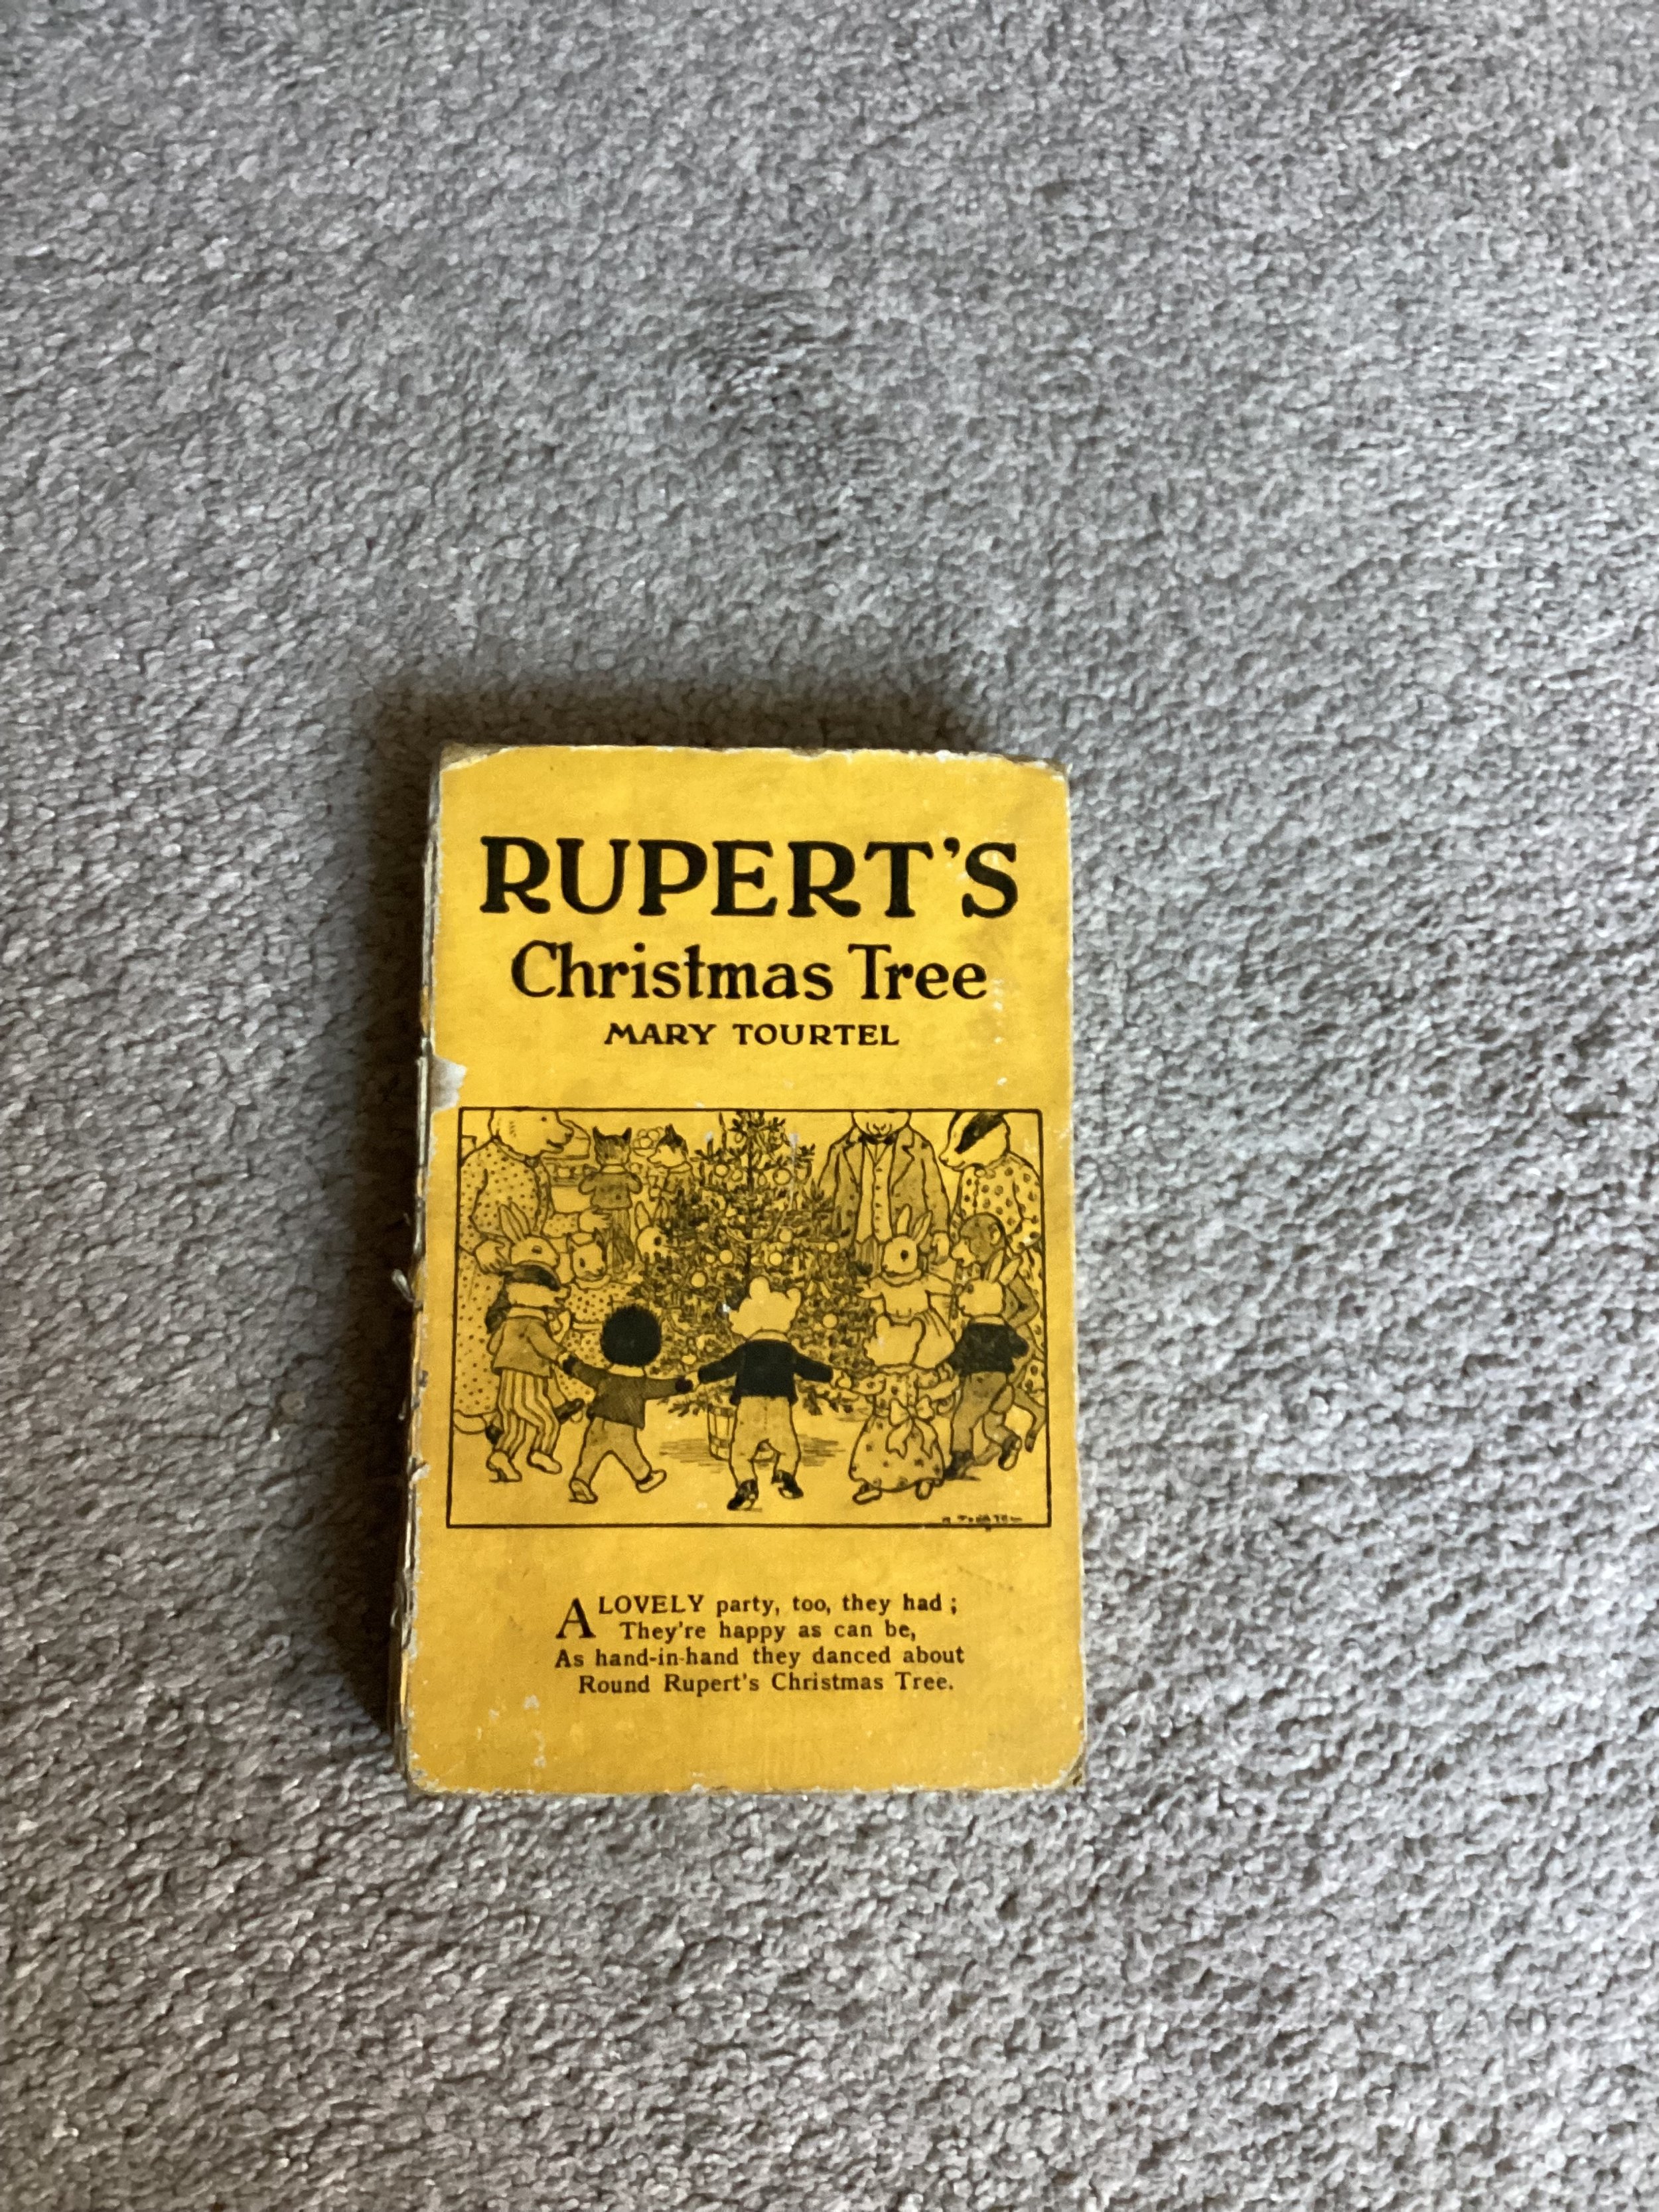 RUPERT'S
Christmas Tree
MARY TOURTEL
A LOVELY party, too, they had ;
They're happy as can be,
As hand-in-hand they danced about
Round Rupert's Christmas Tree.